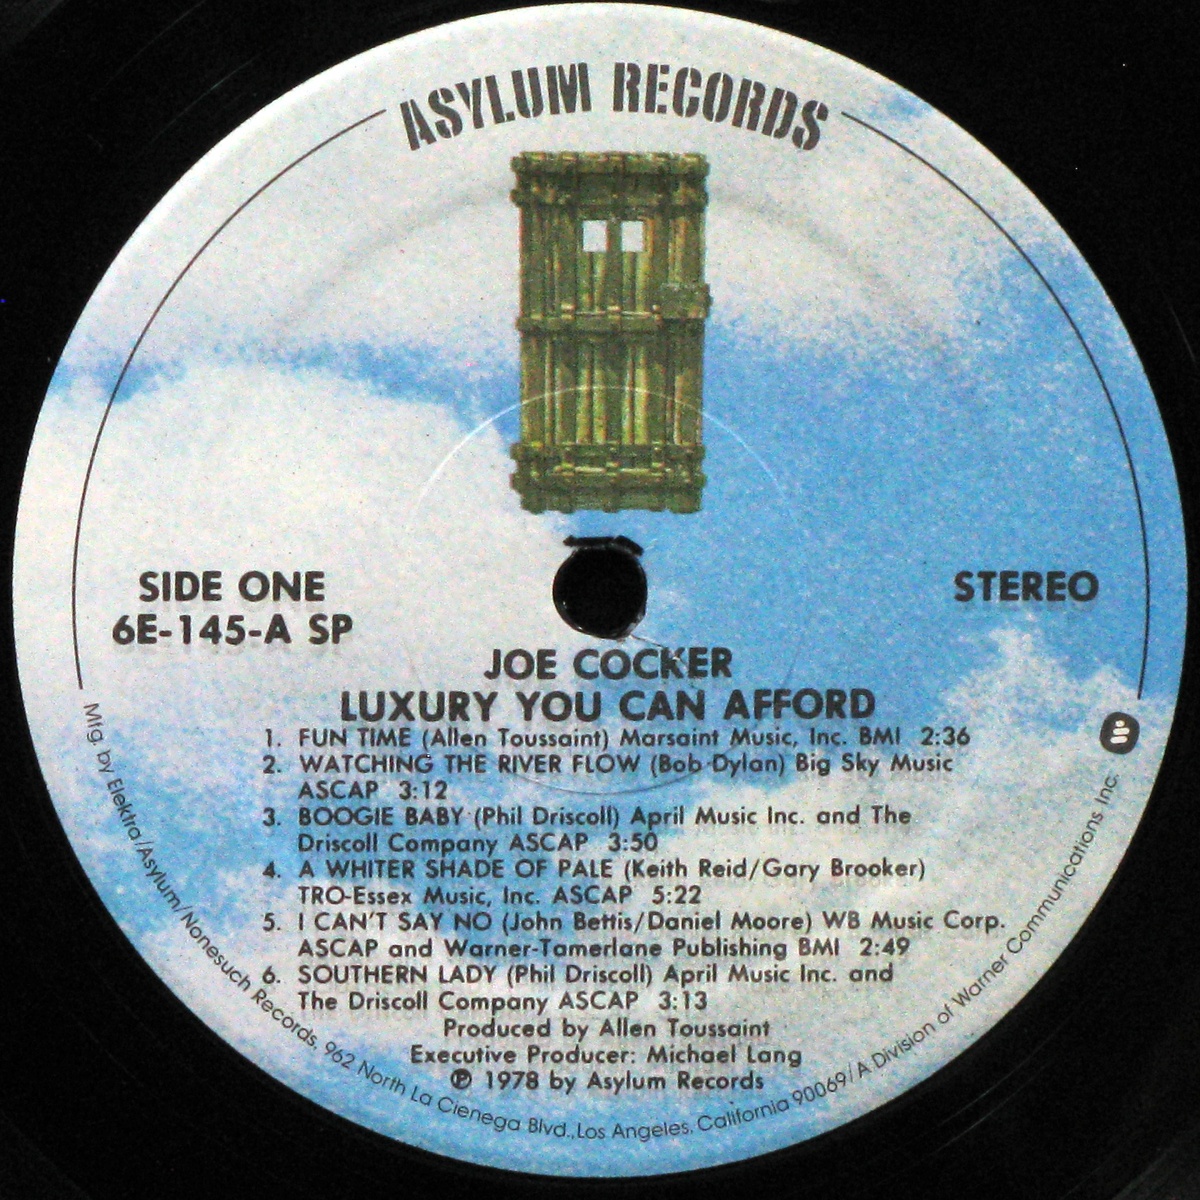 ASYLUM RECORDS
SIDE ONE
6E-145-A SP
STEREO
JOE COCKER
LUXURY YOU CAN AFFORD
1. FUN TIME (Allen Toussaint) Marsaint Music, Inc. BMI 2:36
2. WATCHING THE RIVER FLOW (Bob Dylan) Big Sky Music
ASCAP 3:12
3. BOOGIE BABY (Phil Driscoll) April Music Inc. and The
Driscoll Company ASCAP 3:50
4. A WHITER SHADE OF PALE (Keith Reid/Gary Brooker)
TRO-Essex Music, Inc. ASCAP 5:22
5. I CAN'T SAY NO (John Bettis/Daniel Moore) WB Music Corp.
ASCAP and Warner-Tamerlane Publishing BMI 2:49
6. SOUTHERN LADY (Phil Driscoll) April Music Inc. and
The Driscoll Company ASCAP 3:13
Produced by Allen Toussaint
Executive Producer: Michael Lang
℗ 1978 by Asylum Records
Mfg. by Elektra/Asylum/Nonesuch Records, 962 North La Cienega Blvd., Los Angeles, California 90069/A Division of Warner Communications Inc.